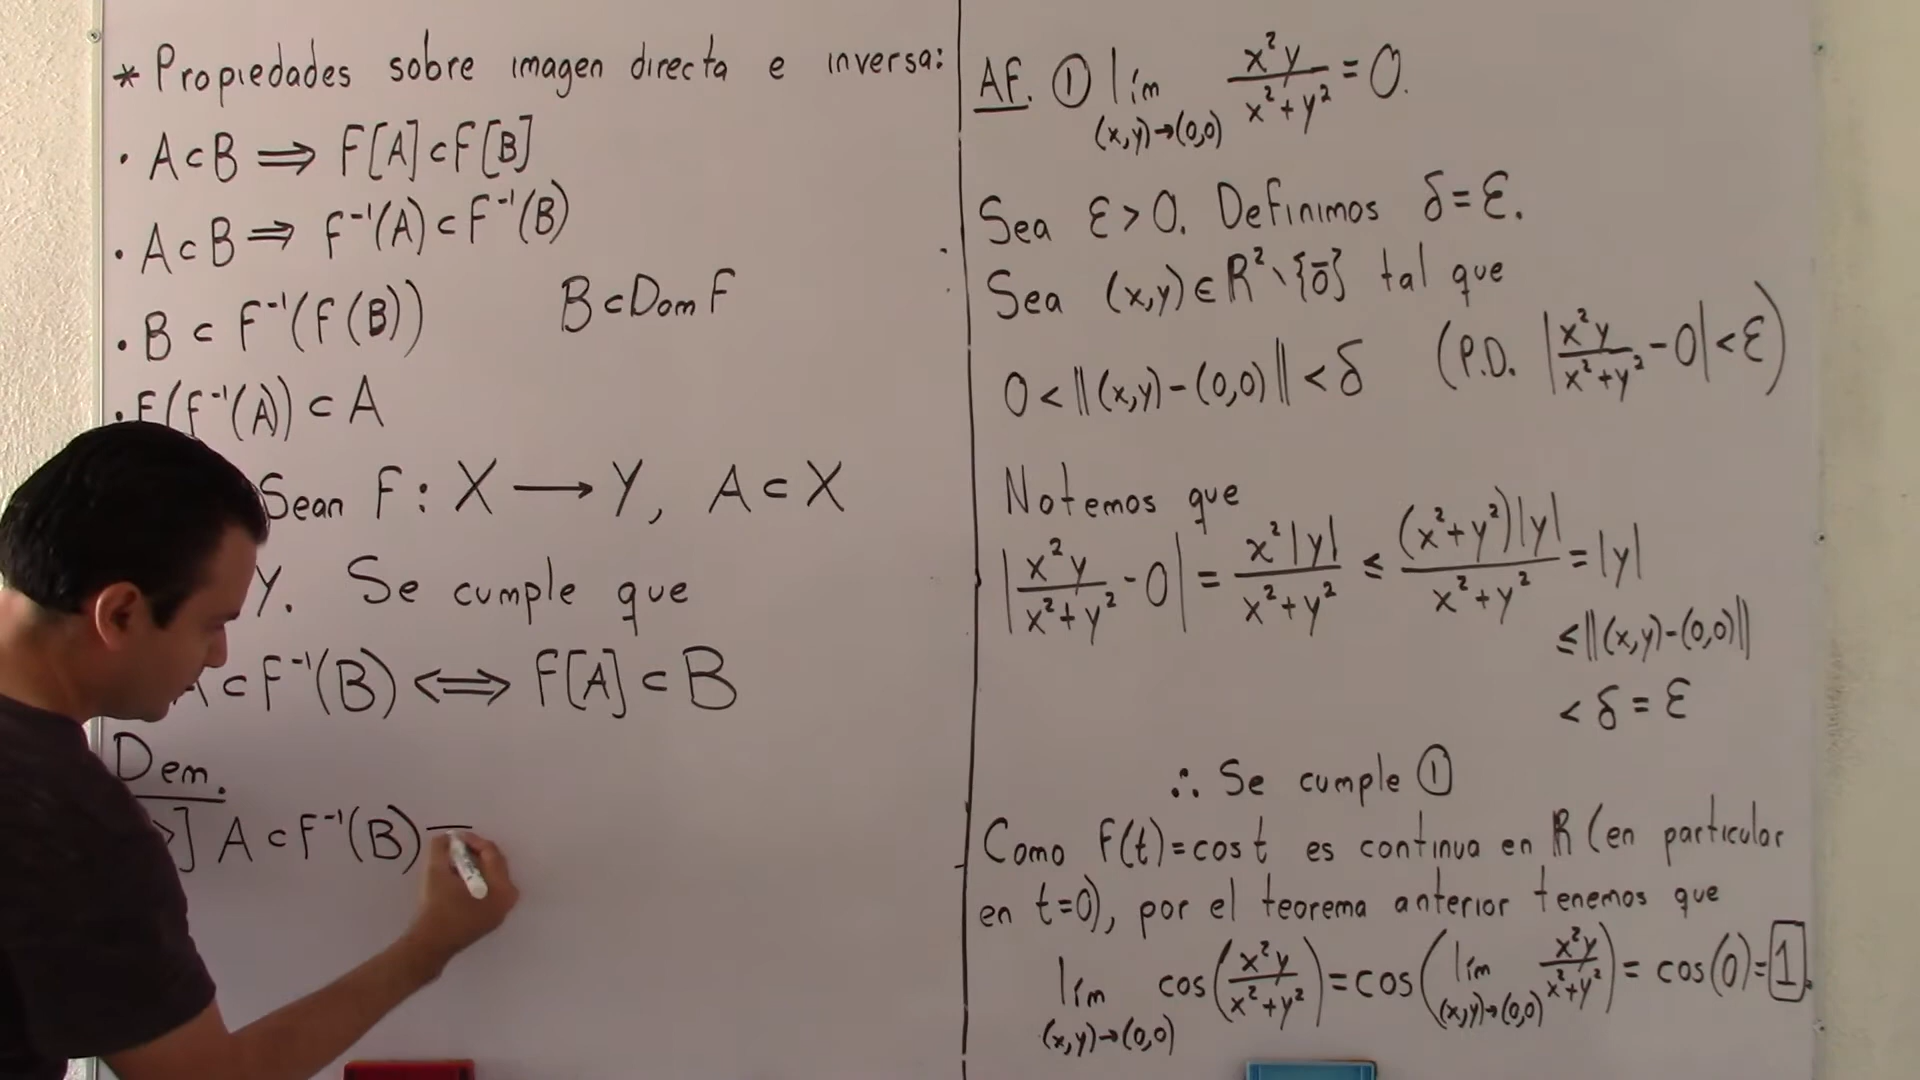 * Propiedades sobre imagen directa e inversa:
• A⊂B ⟹ F[A]⊂F[B]
• A⊂B ⟹ F⁻¹(A)⊂F⁻¹(B)
• B⊂F⁻¹(F(B)) B⊂Dom F
• F(F⁻¹(A))⊂A
Sean F: X⟶Y, A⊂X
Y. Se cumple que
A⊂F⁻¹(B)⟺F[A]⊂B
Dem.
⇒] A⊂F⁻¹(B)
AF. ① lím_{(x,y)→(0,0)} x²y/(x²+y²) = 0.
Sea ε>0. Definimos δ=ε.
Sea (x,y)∈R²\{ō} tal que
0<||(x,y)-(0,0)||<δ (P.D. |x²y/(x²+y²) - 0|<ε)
Notemos que
|x²y/(x²+y²) - 0| = x²|y|/(x²+y²) ≤ (x²+y²)|y|/(x²+y²) = |y|
≤||(x,y)-(0,0)||
< δ = ε
∴ Se cumple ①
Como F(t)=cos t es continua en R (en particular
en t=0), por el teorema anterior tenemos que
lím_{(x,y)→(0,0)} cos(x²y/(x²+y²)) = cos(lím_{(x,y)→(0,0)} x²y/(x²+y²)) = cos(0)=1.